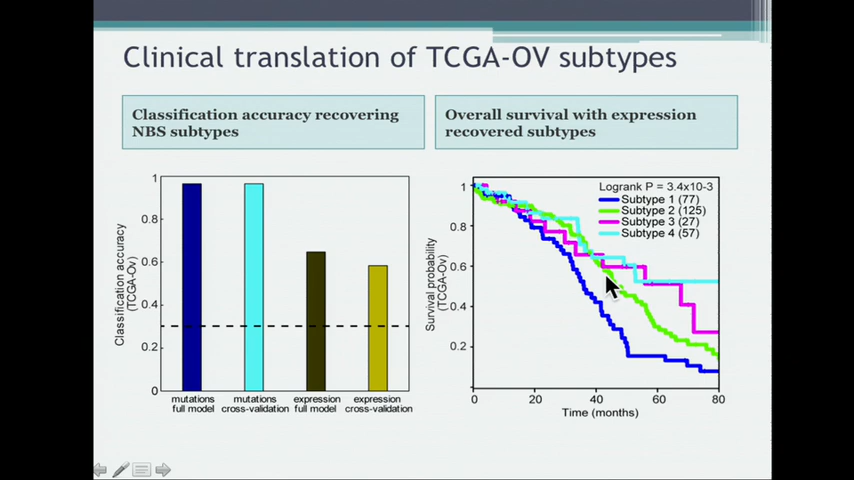 Clinical translation of TCGA-OV subtypes
Classification accuracy recovering
NBS subtypes
Overall survival with expression
recovered subtypes
Classification accuracy
(TCGA-Ov)
1
0.8
0.6
0.4
0.2
0
mutations
full model
mutations
cross-validation
expression
full model
expression
cross-validation
Survival probability
(TCGA-Ov)
1
0.8
0.6
0.4
0.2
Logrank P = 3.4x10-3
Subtype 1 (77)
Subtype 2 (125)
Subtype 3 (27)
Subtype 4 (57)
0
20
40
60
80
Time (months)